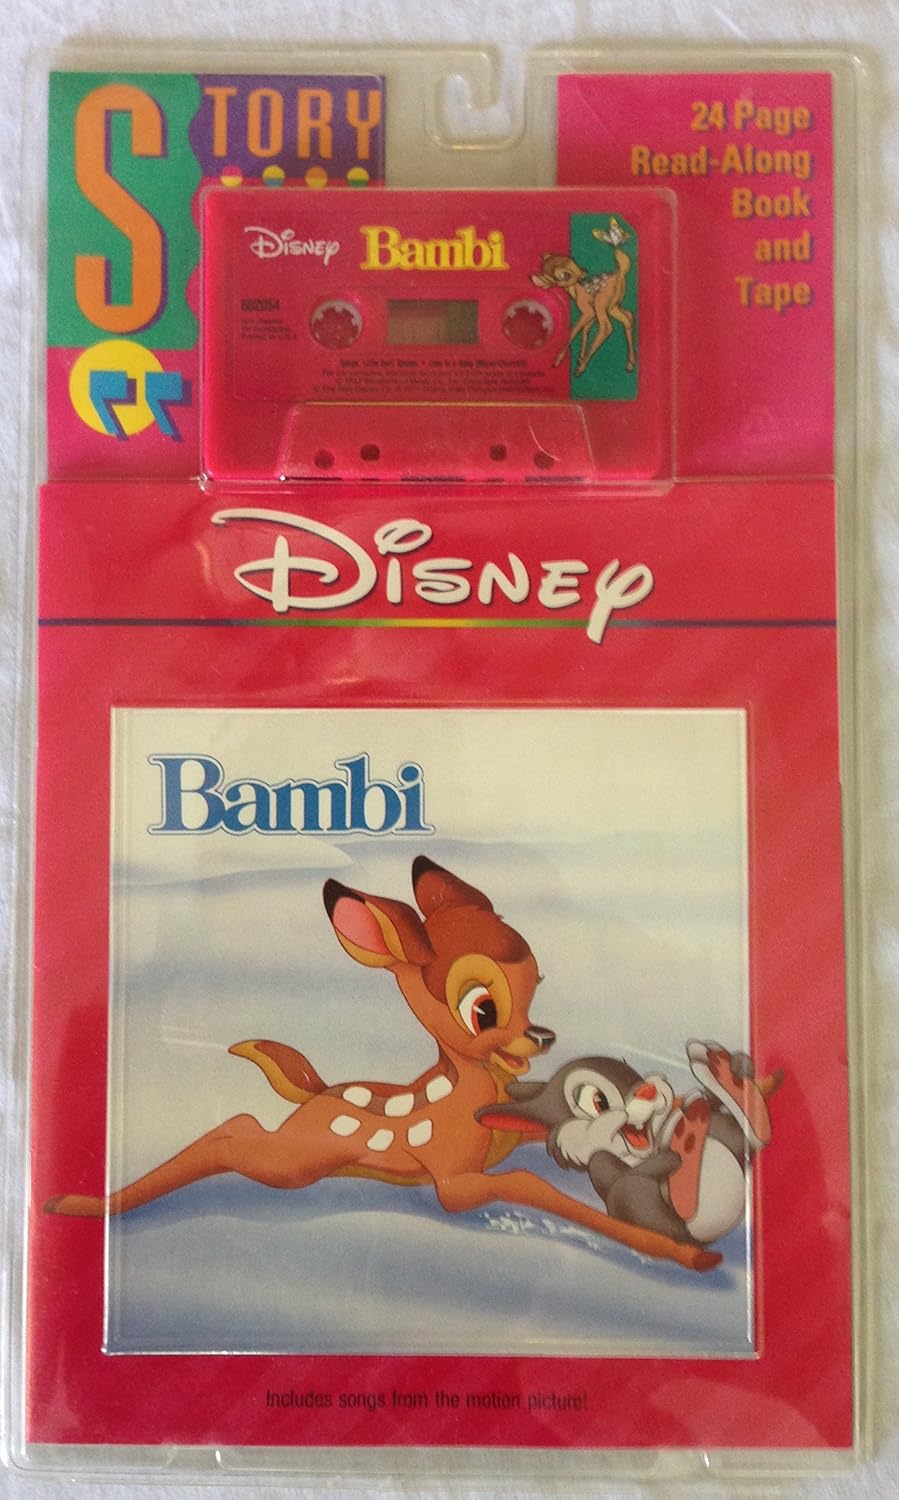 STORY
24 Page
Read-Along
Book
and
Tape
Disney Bambi
Disney
Bambi
Includes songs from the motion picture!